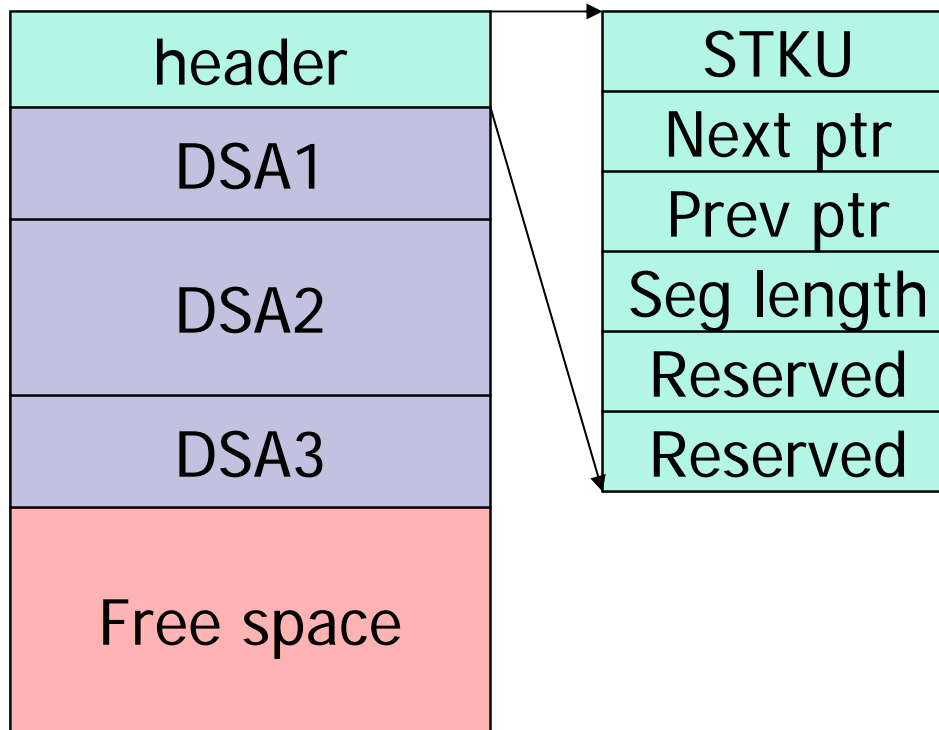 header
DSA1
DSA2
DSA3
Free space
STKU
Next ptr
Prev ptr
Seg length
Reserved
Reserved